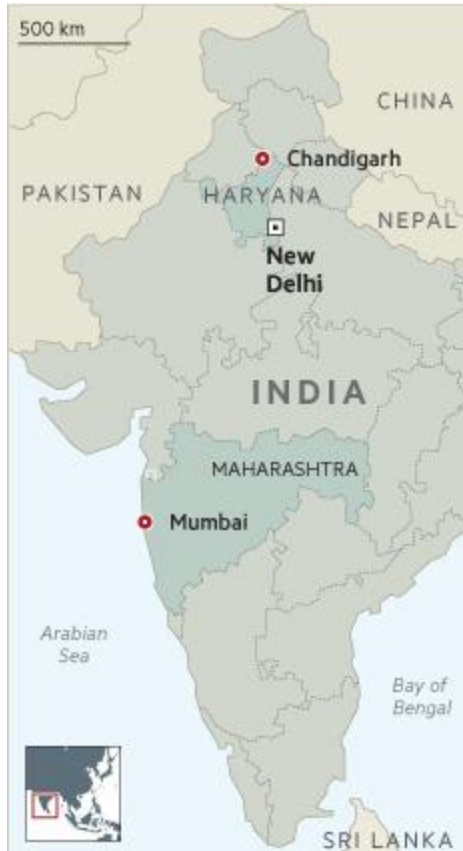 500 km
CHINA
Chandigarh
PAKISTAN
HARYANA
NEPAL
New
Delhi
INDIA
MAHARASHTRA
Mumbai
Arabian
Sea
Bay of
Bengal
SRI LANKA